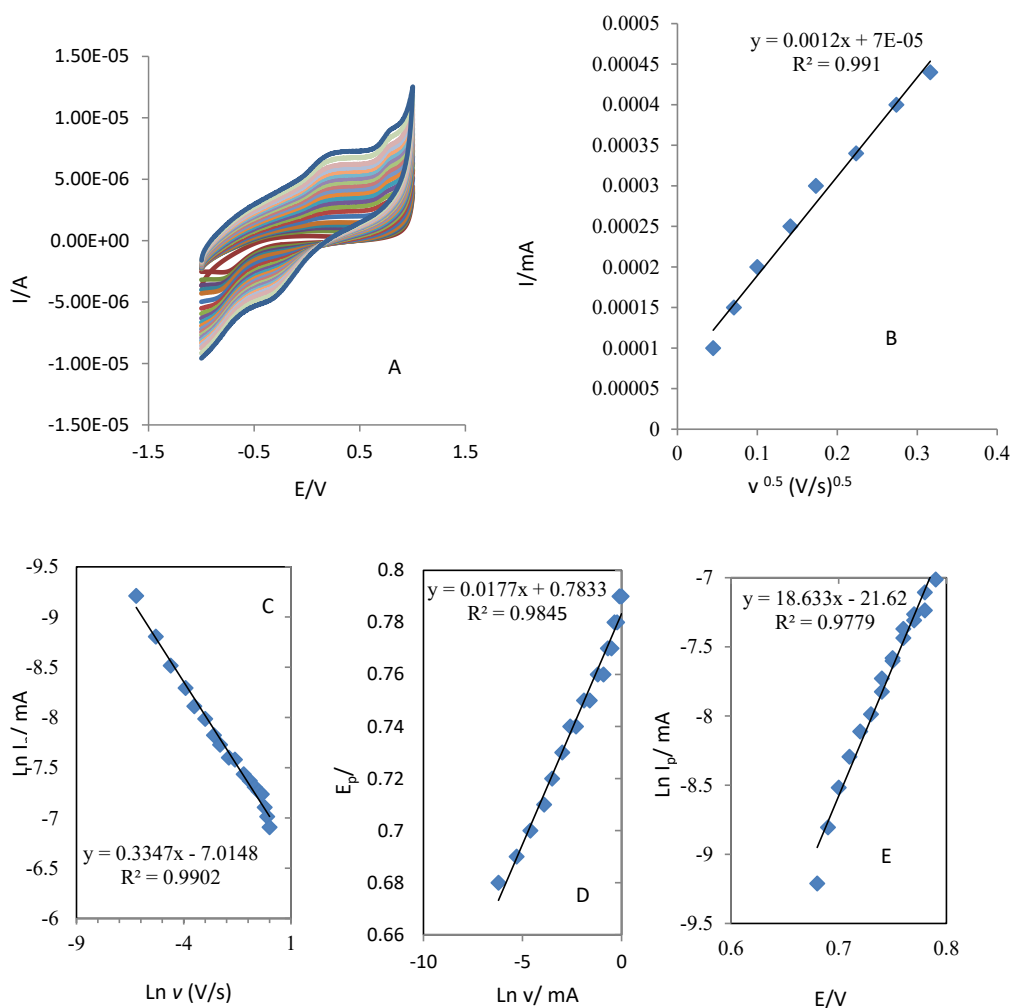 1.50E-05
1.00E-05
5.00E-06
0.00E+00
-5.00E-06
-1.00E-05
-1.50E-05
I/A
A
-1.5
-0.5
0.5
1.5
E/V
0.0005
0.00045
0.0004
0.00035
0.0003
0.00025
0.0002
0.00015
0.0001
0.00005
0
I/mA
y = 0.0012x + 7E-05
R² = 0.991
B
0
0.1
0.2
0.3
0.4
v 0.5 (V/s)0.5
-9.5
-9
-8.5
-8
-7.5
-7
-6.5
-6
Ln I / mA
C
y = 0.3347x - 7.0148
R² = 0.9902
-9
-4
1
Ln v (V/s)
0.8
0.78
0.76
0.74
0.72
0.7
0.68
0.66
Ep/
y = 0.0177x + 0.7833
R² = 0.9845
D
-10
-5
0
Ln v/ mA
-7
-7.5
-8
-8.5
-9
-9.5
Ln Ip/ mA
y = 18.633x - 21.62
R² = 0.9779
E
0.6
0.7
0.8
E/V